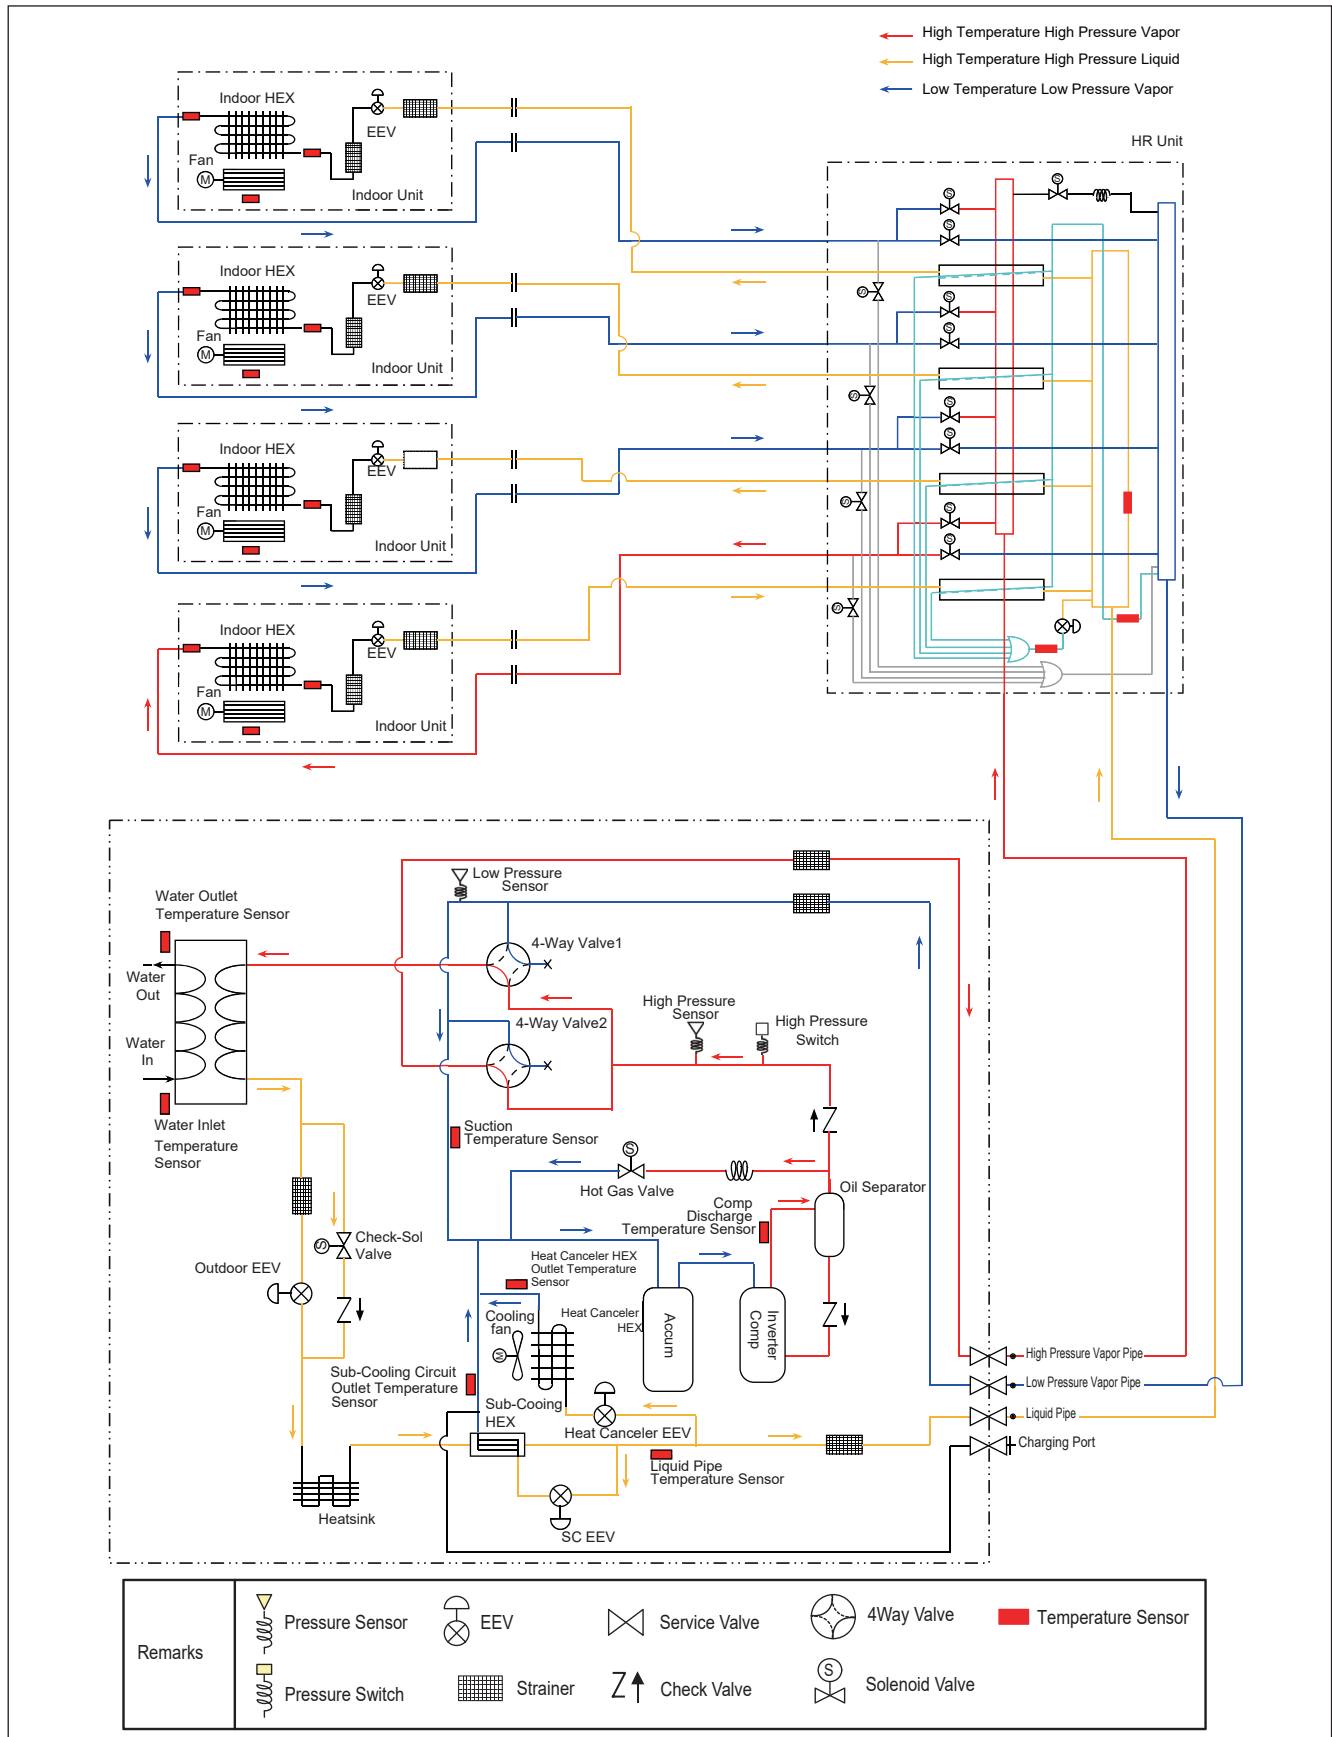 High Temperature High Pressure Vapor
High Temperature High Pressure Liquid
Low Temperature Low Pressure Vapor
HR Unit
Indoor HEX
EEV
Fan
M
Indoor Unit
Indoor HEX
EEV
Fan
M
Indoor Unit
Indoor HEX
EEV
Fan
M
Indoor Unit
Indoor HEX
EEV
Fan
M
Indoor Unit
S
S
S
S
S
S
S
S
S
S
S
S
S
Low Pressure
Sensor
Water Outlet
Temperature Sensor
4-Way Valve1
Water
Out
High Pressure
Sensor
High Pressure
Switch
4-Way Valve2
Water
In
Water Inlet
Temperature
Sensor
Suction
Temperature Sensor
S
Hot Gas Valve
Oil Separator
Comp
Discharge
Temperature Sensor
S
Check-Sol
Valve
Outdoor EEV
Heat Canceler HEX
Outlet Temperature
Sensor
Cooling
fan
M
Heat Canceler
HEX
Accum
Inverter
Comp
Sub-Cooling Circuit
Outlet Temperature
Sensor
Sub-Cooing
HEX
Heat Canceler EEV
High Pressure Vapor Pipe
Low Pressure Vapor Pipe
Liquid Pipe
Charging Port
Liquid Pipe
Temperature Sensor
Heatsink
SC EEV
Remarks
Pressure Sensor
EEV
Service Valve
4Way Valve
Temperature Sensor
Pressure Switch
Strainer
Check Valve
S
Solenoid Valve